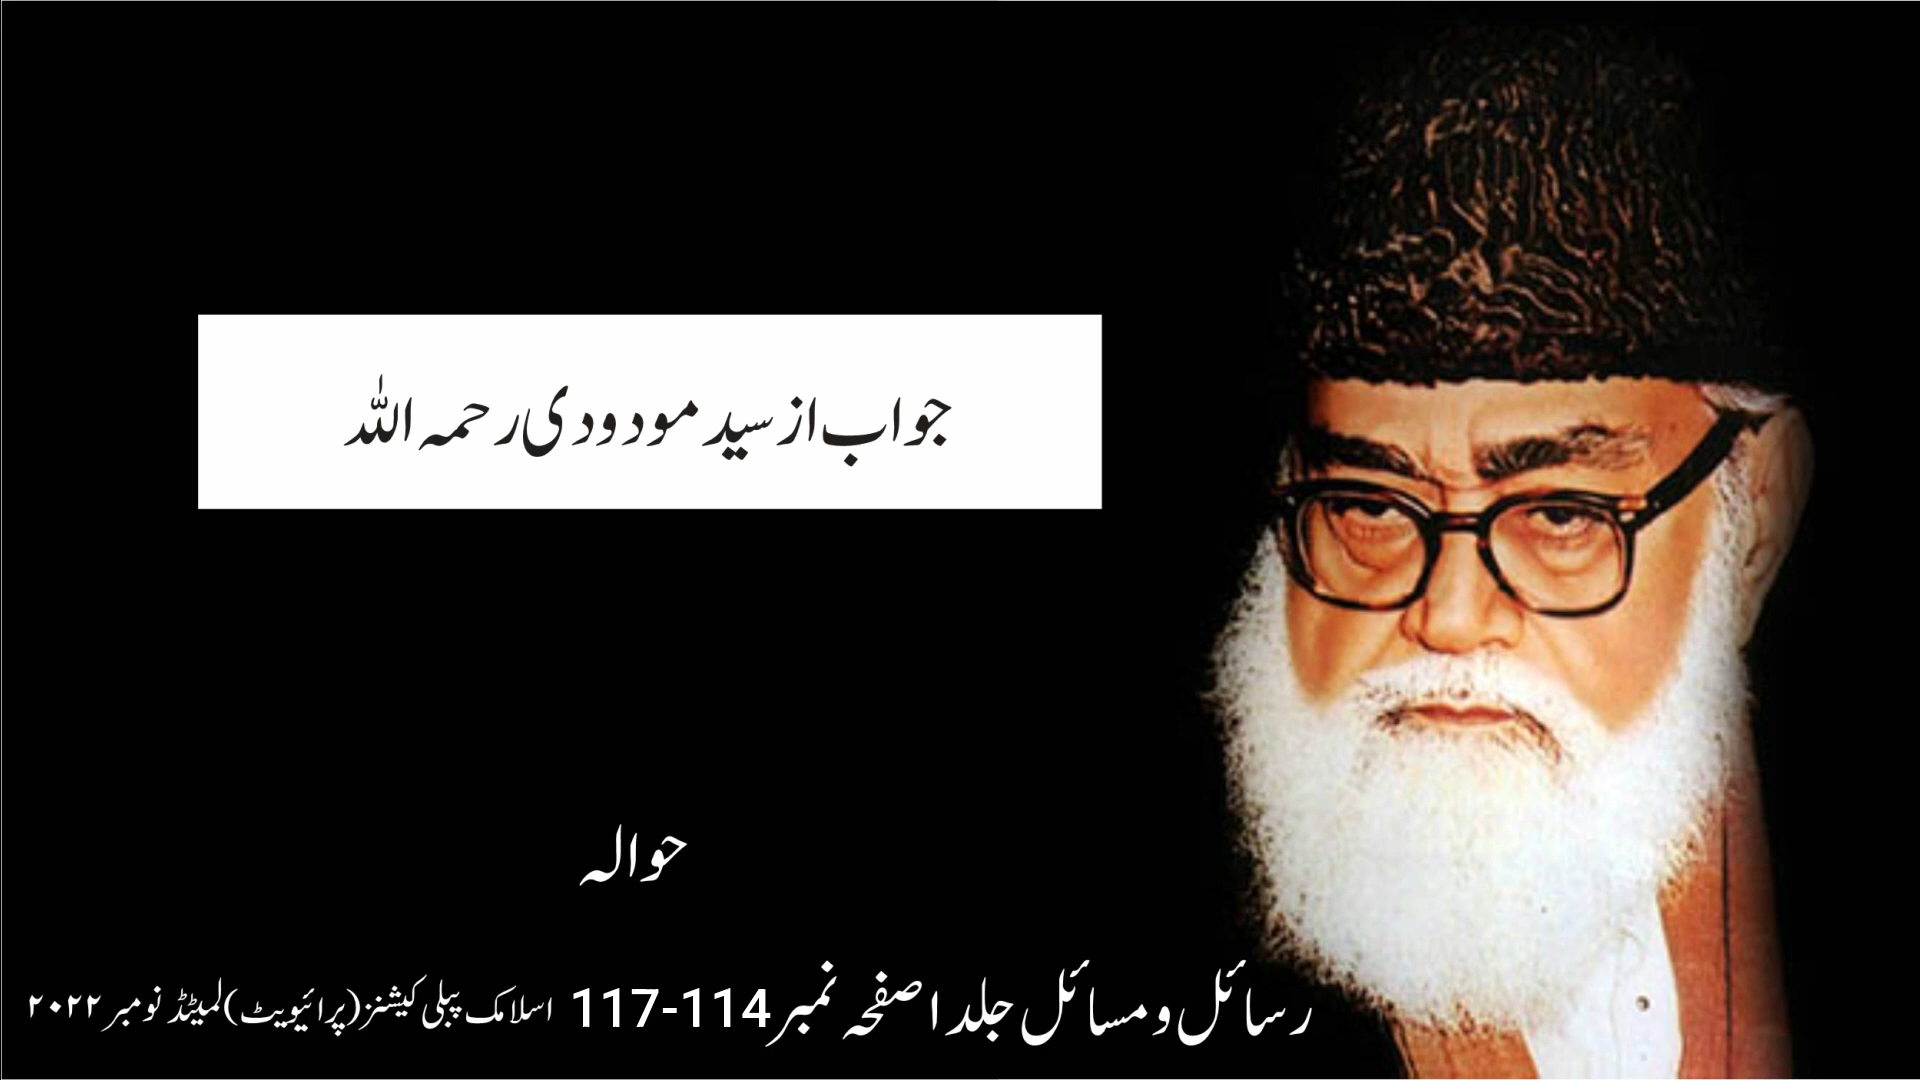 جواب از سید مودودی رحمہ اللہ
حوالہ
رسائل و مسائل جلد ۱ صفحہ نمبر 114-117 اسلامک پبلی کیشنز (پرائیویٹ) لمیٹڈ نومبر ۲۰۲۲